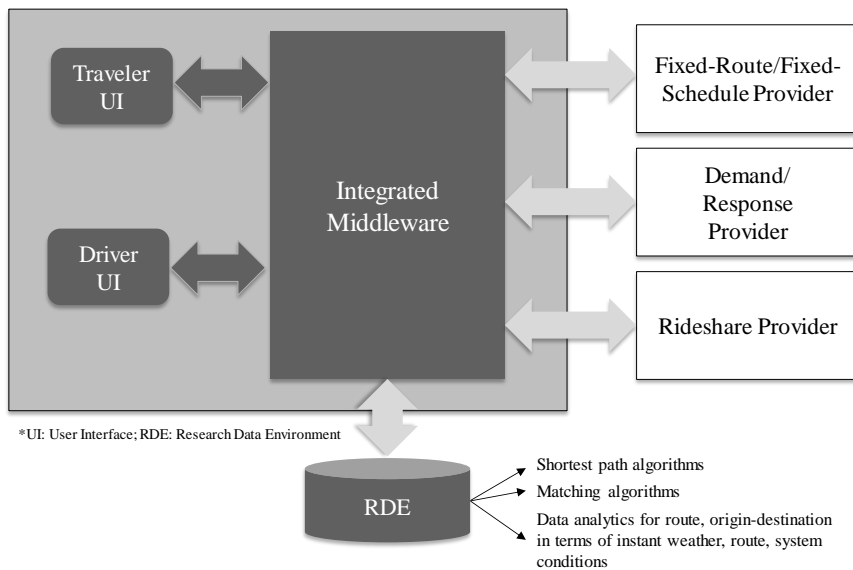 Traveler
UI
Driver
UI
Integrated
Middleware
Fixed-Route/Fixed-
Schedule Provider
Demand/
Response
Provider
Rideshare Provider
*UI: User Interface; RDE: Research Data Environment
RDE
Shortest path algorithms
Matching algorithms
Data analytics for route, origin-destination
in terms of instant weather, route, system
conditions